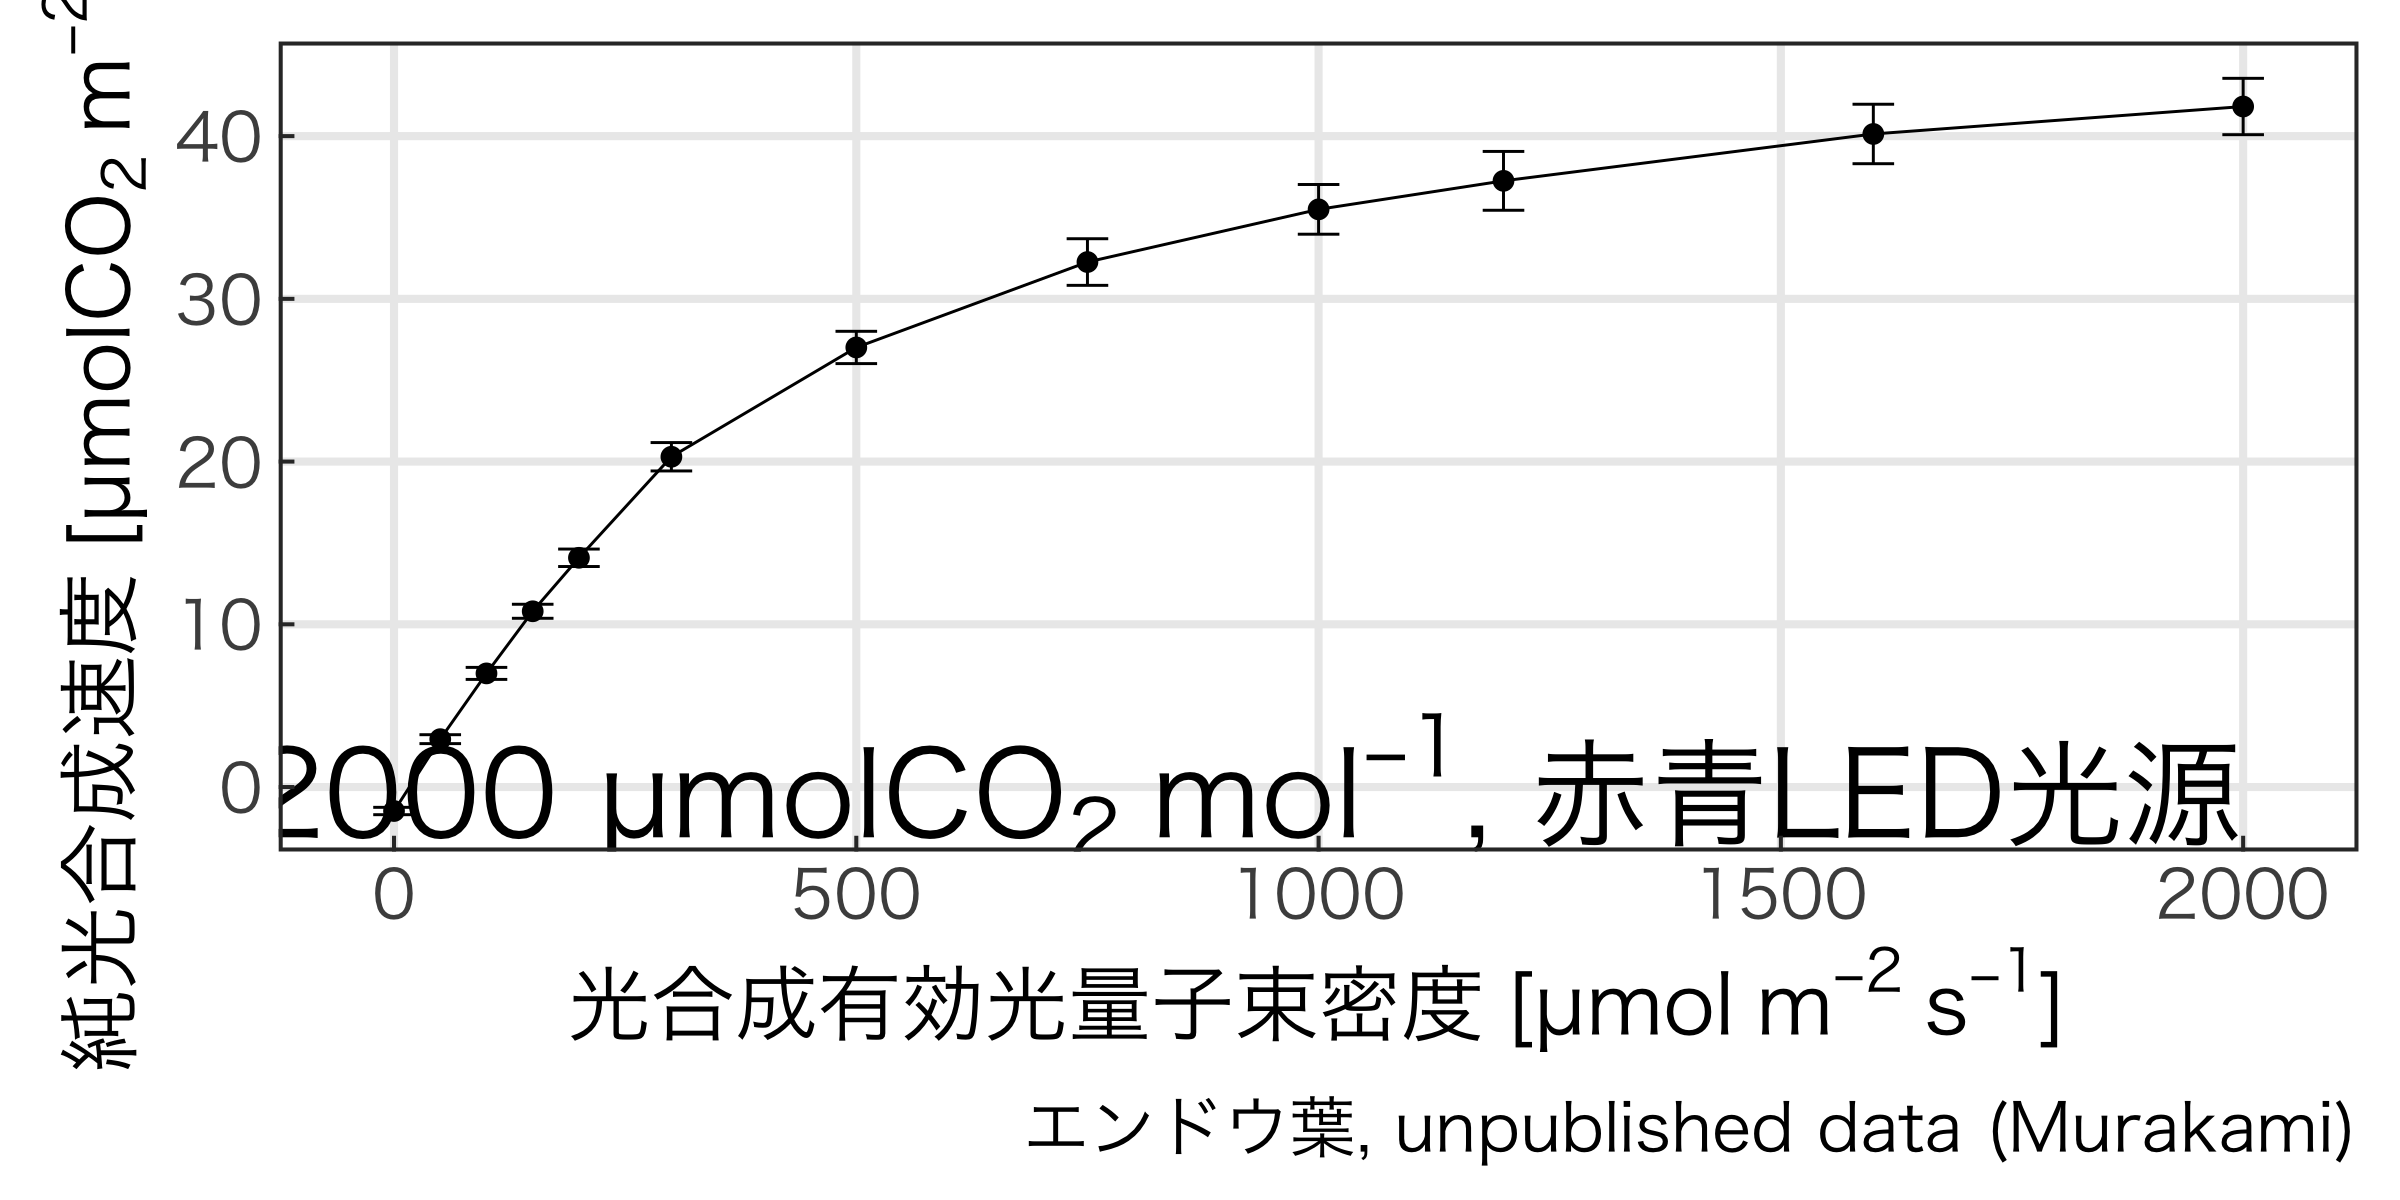 純光合成速度 [µmolCO₂ m⁻²
40
30
20
10
0
2000 µmolCO₂ mol⁻¹, 赤青LED光源
0 500 1000 1500 2000
光合成有効光量子束密度 [µmol m⁻² s⁻¹]
エンドウ葉, unpublished data (Murakami)